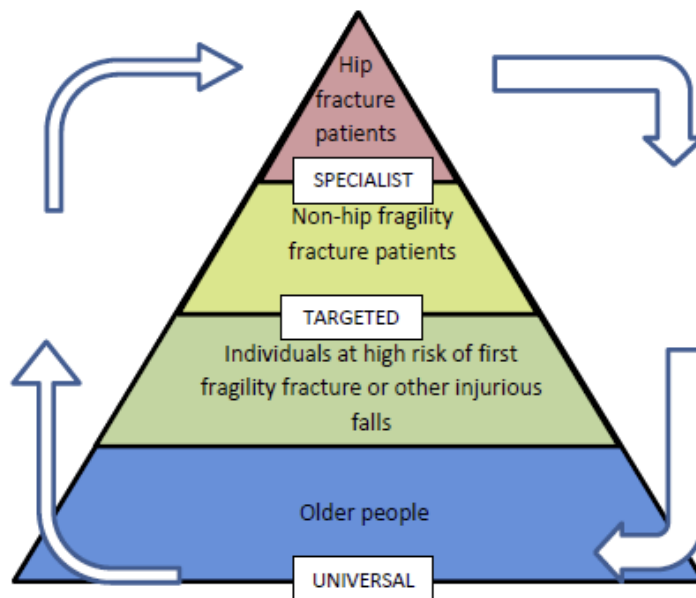 Hip
fracture
patients
SPECIALIST
Non-hip fragility
fracture patients
TARGETED
Individuals at high risk of first
fragility fracture or other injurious
falls
Older people
UNIVERSAL